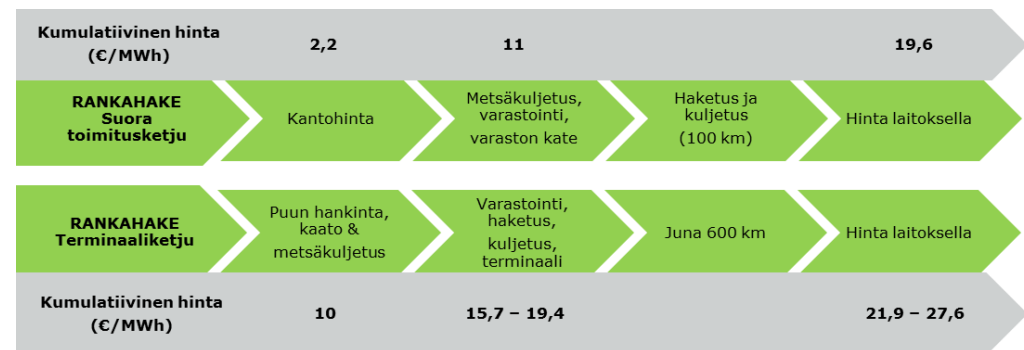 Kumulatiivinen hinta
(€/MWh)
2,2
11
19,6
RANKAHAKE
Suora
toimitusketju
Kantohinta
Metsäkuljetus,
varastointi,
varaston kate
Haketus ja
kuljetus
(100 km)
Hinta laitoksella
RANKAHAKE
Terminaaliketju
Puun hankinta,
kaato &
metsäkuljetus
Varastointi,
haketus,
kuljetus,
terminaali
Juna 600 km
Hinta laitoksella
Kumulatiivinen hinta
(€/MWh)
10
15,7 – 19,4
21,9 – 27,6